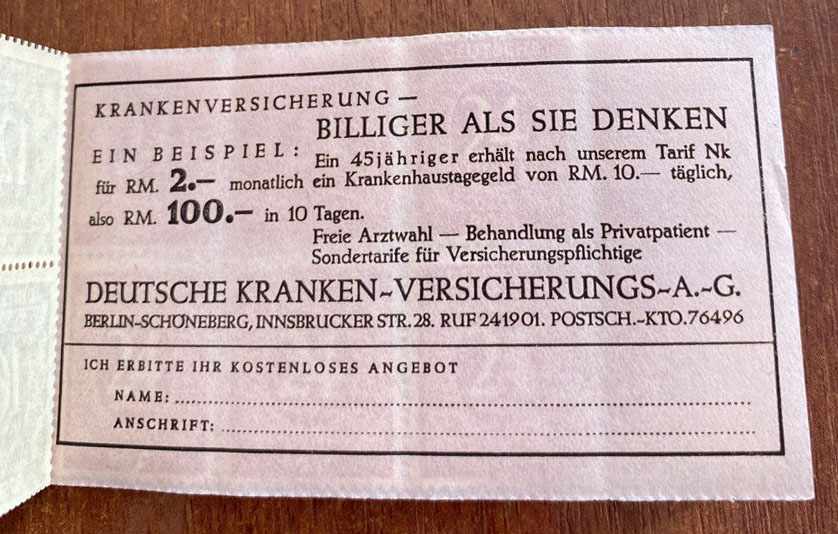 KRANKENVERSICHERUNG —
BILLIGER ALS SIE DENKEN
EIN BEISPIEL: Ein 45jähriger erhält nach unserem Tarif Nk
für RM. 2.— monatlich ein Krankenhaustagegeld von RM. 10.— täglich,
also RM. 100.— in 10 Tagen.
Freie Arztwahl — Behandlung als Privatpatient —
Sondertarife für Versicherungspflichtige
DEUTSCHE KRANKEN-VERSICHERUNGS-A.-G.
BERLIN-SCHÖNEBERG, INNSBRUCKER STR. 28. RUF 241901. POSTSCH.-KTO. 76496
ICH ERBITTE IHR KOSTENLOSES ANGEBOT
NAME:
ANSCHRIFT: